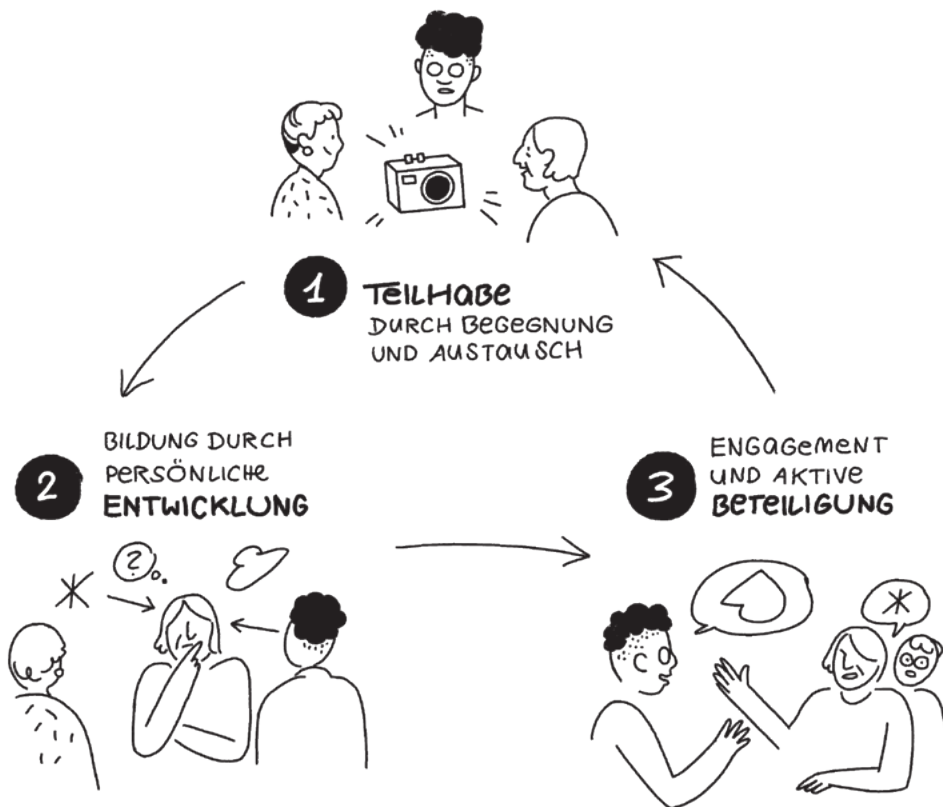 1 TEILHABE
DURCH BEGEGNUNG
UND AUSTAUSCH
2 BILDUNG DURCH
PERSÖNLICHE
ENTWICKLUNG
3 ENGAGEMENT
UND AKTIVE
BETEILIGUNG
?